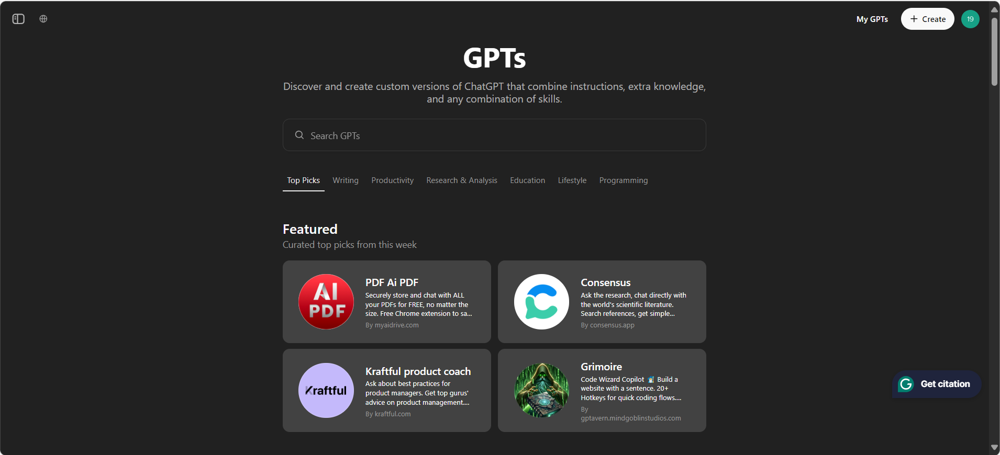 My GPTs
Create
19
GPTs
Discover and create custom versions of ChatGPT that combine instructions, extra knowledge,
and any combination of skills.
Search GPTs
Top Picks
Writing
Productivity
Research & Analysis
Education
Lifestyle
Programming
Featured
Curated top picks from this week
AI
PDF
PDF Ai PDF
Securely store and chat with ALL
your PDFs for FREE, no matter the
size. Free Chrome extension to sa...
By myaidrive.com
Consensus
Ask the research, chat directly with
the world's scientific literature.
Search references, get simple...
By consensus.app
Kraftful
Kraftful product coach
Ask about best practices for
product managers. Get top gurus'
advice on product management....
By kraftful.com
Grimoire
Code Wizard Copilot 🧙 Build a
website with a sentence. 20+
Hotkeys for quick coding flows....
By
gptavern.mindgoblinstudios.com
Get citation